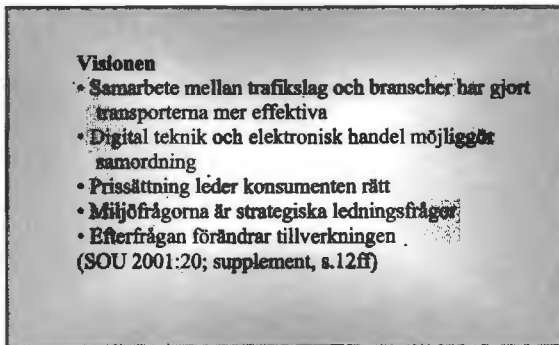 Visionen
• Samarbete mellan trafikslag och branscher har gjort
transporterna mer effektiva
• Digital teknik och elektronisk handel möjliggör
samordning
• Prissättning leder konsumenten rätt
• Miljöfrågorna är strategiska ledningsfrågor
• Efterfrågan förändrar tillverkningen
(SOU 2001:20; supplement, s.12ff)